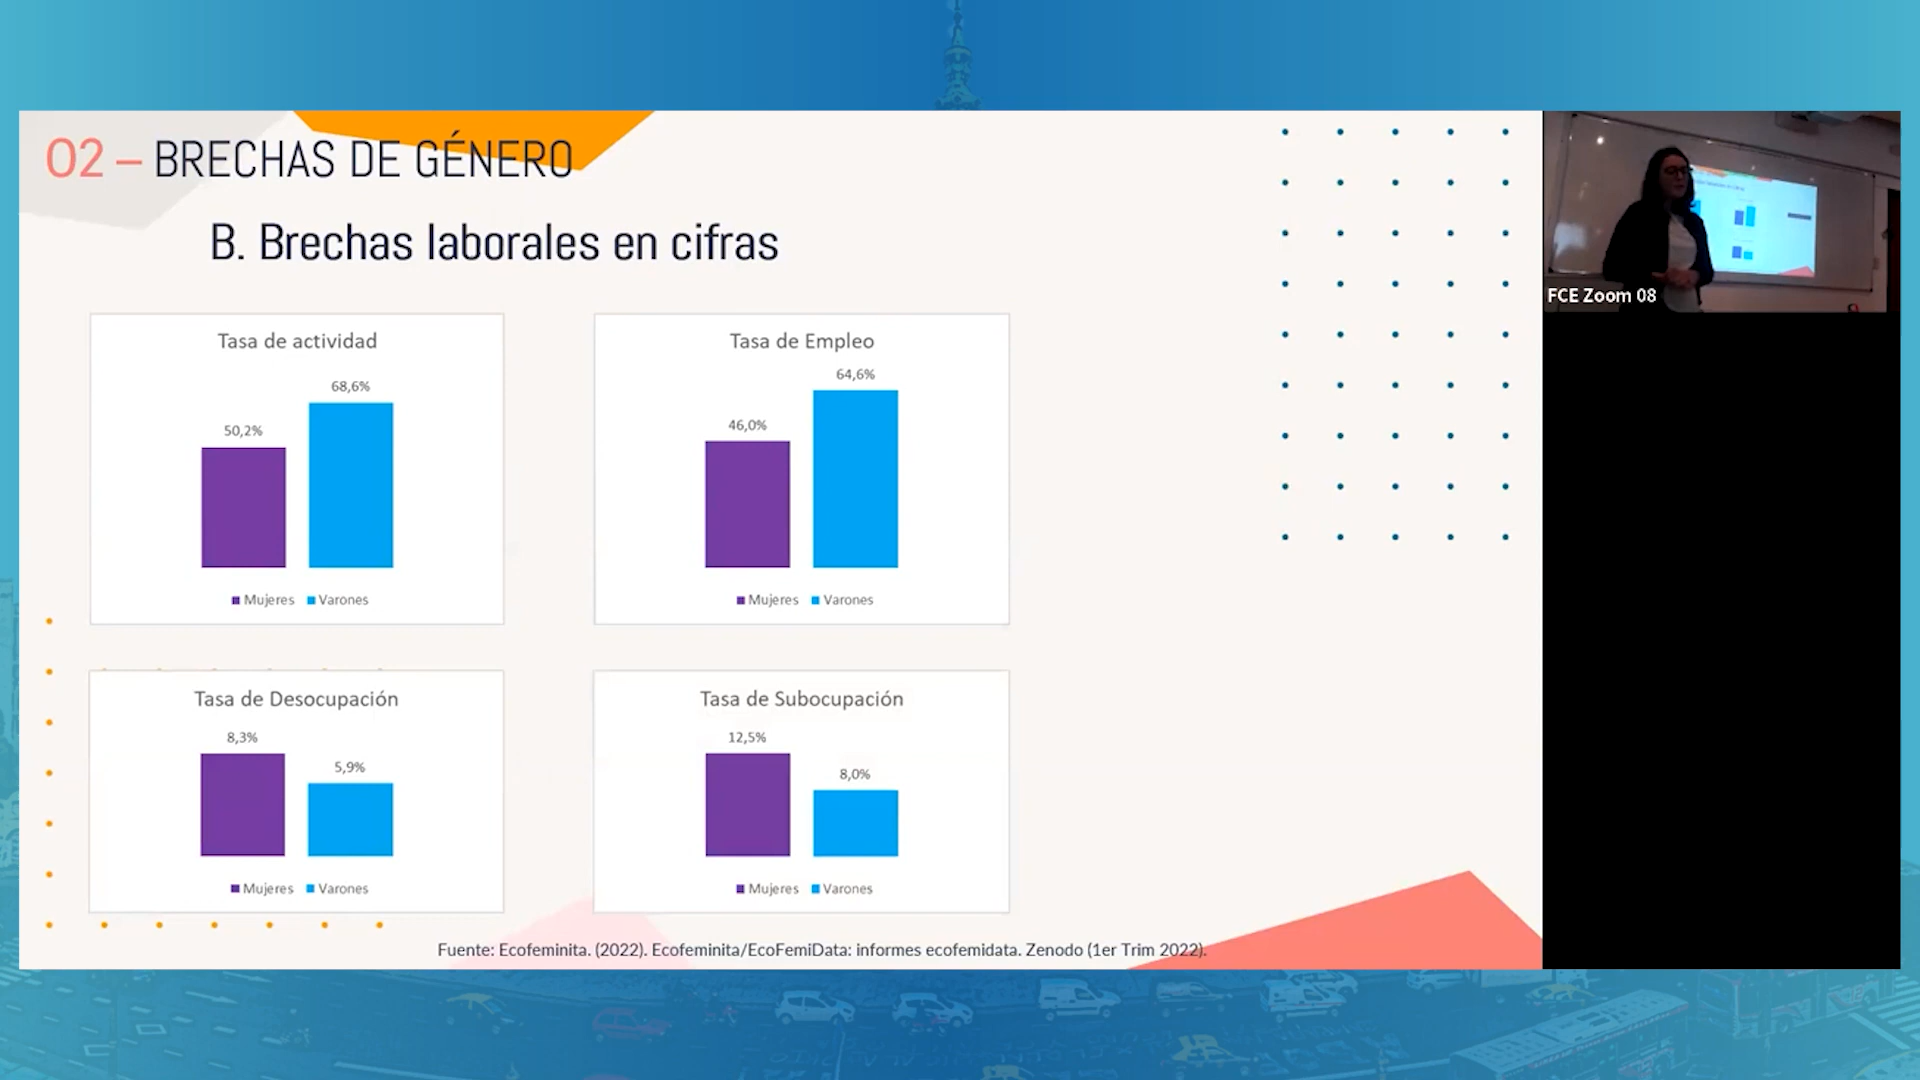 02 – BRECHAS DE GÉNERO
B. Brechas laborales en cifras
Tasa de actividad
68,6%
50,2%
Mujeres Varones
Tasa de Empleo
64,6%
46,0%
Mujeres Varones
Tasa de Desocupación
8,3%
5,9%
Mujeres Varones
Tasa de Subocupación
12,5%
8,0%
Mujeres Varones
Fuente: Ecofeminita. (2022). Ecofeminita/EcoFemiData: informes ecofemidata. Zenodo (1er Trim 2022).
FCE Zoom 08